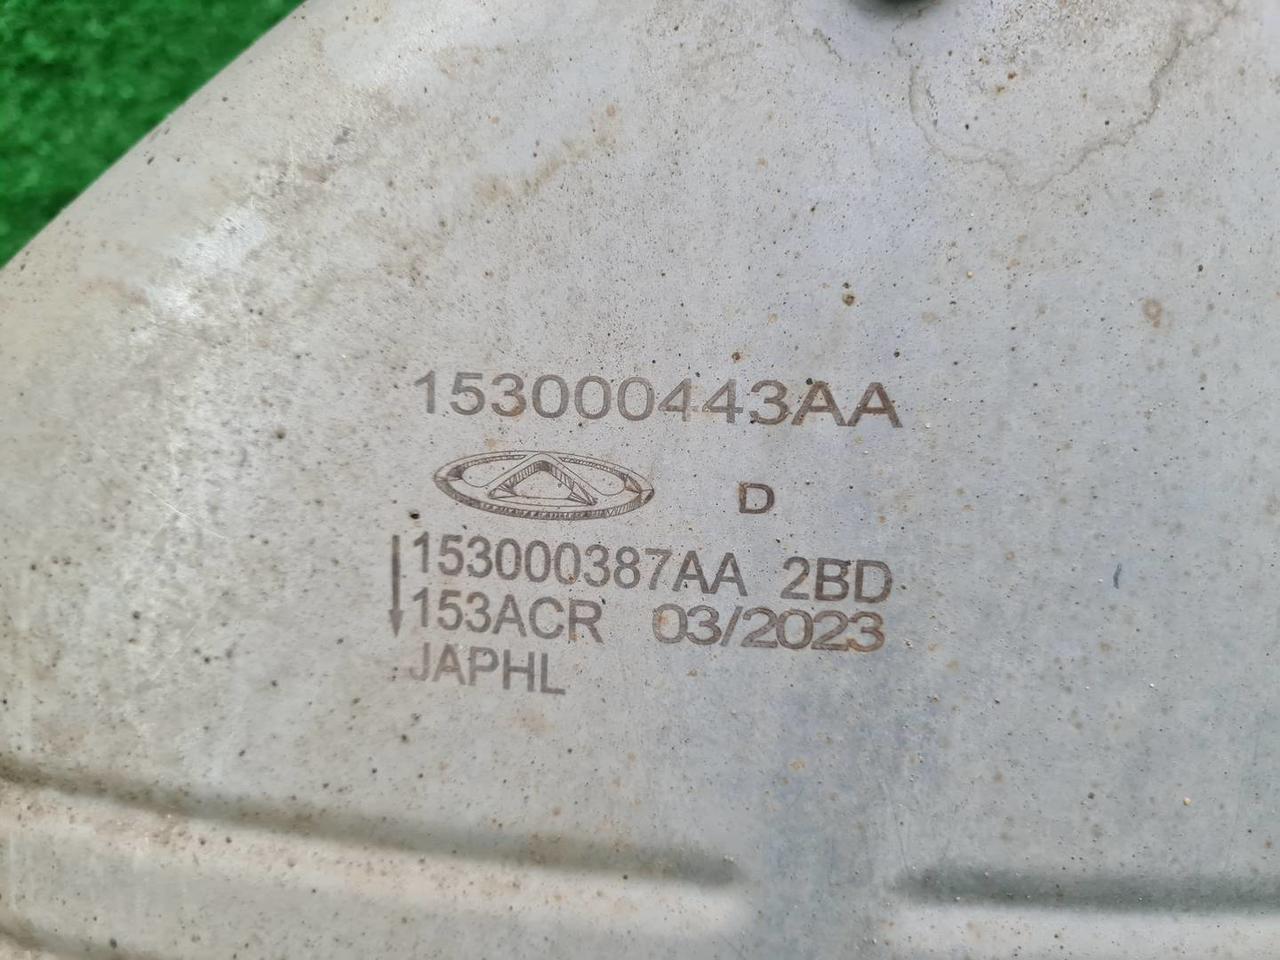 153000443AA
D
153000387AA 2BD
153ACR 03/2023
JAPHL